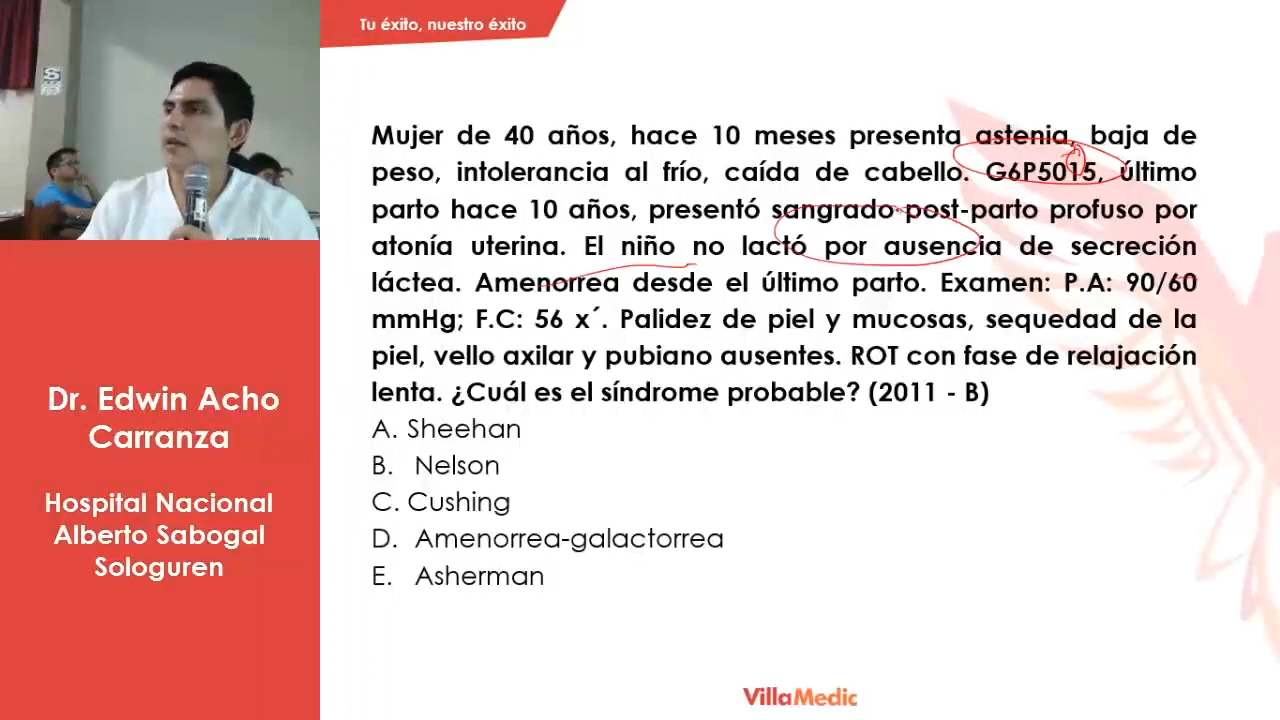 Tu éxito, nuestro éxito
Mujer de 40 años, hace 10 meses presenta astenia, baja de
peso, intolerancia al frío, caída de cabello. G6P5015, último
parto hace 10 años, presentó sangrado post-parto profuso por
atonía uterina. El niño no lactó por ausencia de secreción
láctea. Amenorrea desde el último parto. Examen: P.A: 90/60
mmHg; F.C: 56 x´. Palidez de piel y mucosas, sequedad de la
piel, vello axilar y pubiano ausentes. ROT con fase de relajación
lenta. ¿Cuál es el síndrome probable? (2011 - B)
A. Sheehan
B. Nelson
C. Cushing
D. Amenorrea-galactorrea
E. Asherman
Dr. Edwin Acho
Carranza
Hospital Nacional
Alberto Sabogal
Sologuren
VillaMedic